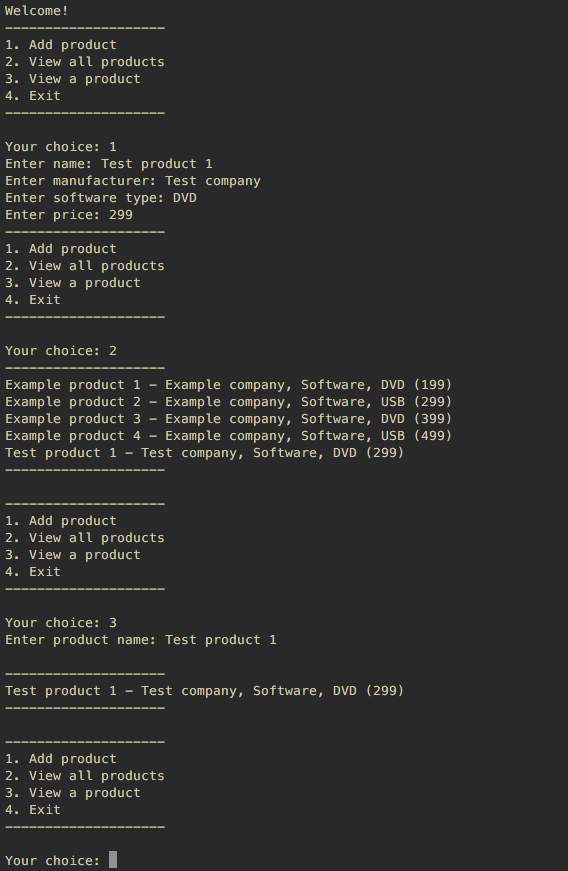 Welcome!
--------------------
1. Add product
2. View all products
3. View a product
4. Exit
--------------------
Your choice: 1
Enter name: Test product 1
Enter manufacturer: Test company
Enter software type: DVD
Enter price: 299
--------------------
1. Add product
2. View all products
3. View a product
4. Exit
--------------------
Your choice: 2
--------------------
Example product 1 - Example company, Software, DVD (199)
Example product 2 - Example company, Software, USB (299)
Example product 3 - Example company, Software, DVD (399)
Example product 4 - Example company, Software, USB (499)
Test product 1 - Test company, Software, DVD (299)
--------------------
--------------------
1. Add product
2. View all products
3. View a product
4. Exit
--------------------
Your choice: 3
Enter product name: Test product 1
--------------------
Test product 1 - Test company, Software, DVD (299)
--------------------
--------------------
1. Add product
2. View all products
3. View a product
4. Exit
--------------------
Your choice: